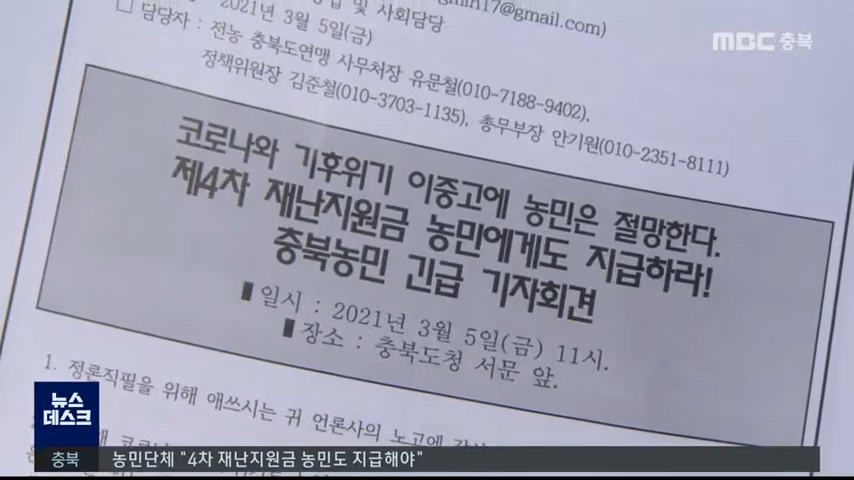 2021년 3월 5일(금)
및 사회담당
gmin17@gmail.com)
□ 담당자 : 전농 충북도연맹 사무처장 유문철(010-7188-9402),
정책위원장 김준철(010-3703-1135), 총무부장 안기원(010-2351-8111)
MBC 충북
코로나와 기후위기 이중고에 농민은 절망한다.
제4차 재난지원금 농민에게도 지급하라!
충북농민 긴급 기자회견
▮일시 : 2021년 3월 5일(금) 11시.
▮장소 : 충북도청 서문 앞.
1. 정론직필을 위해 애쓰시는 귀 언론사의 노고에
뉴스
데스크
충북 농민단체 "4차 재난지원금 농민도 지급해야"